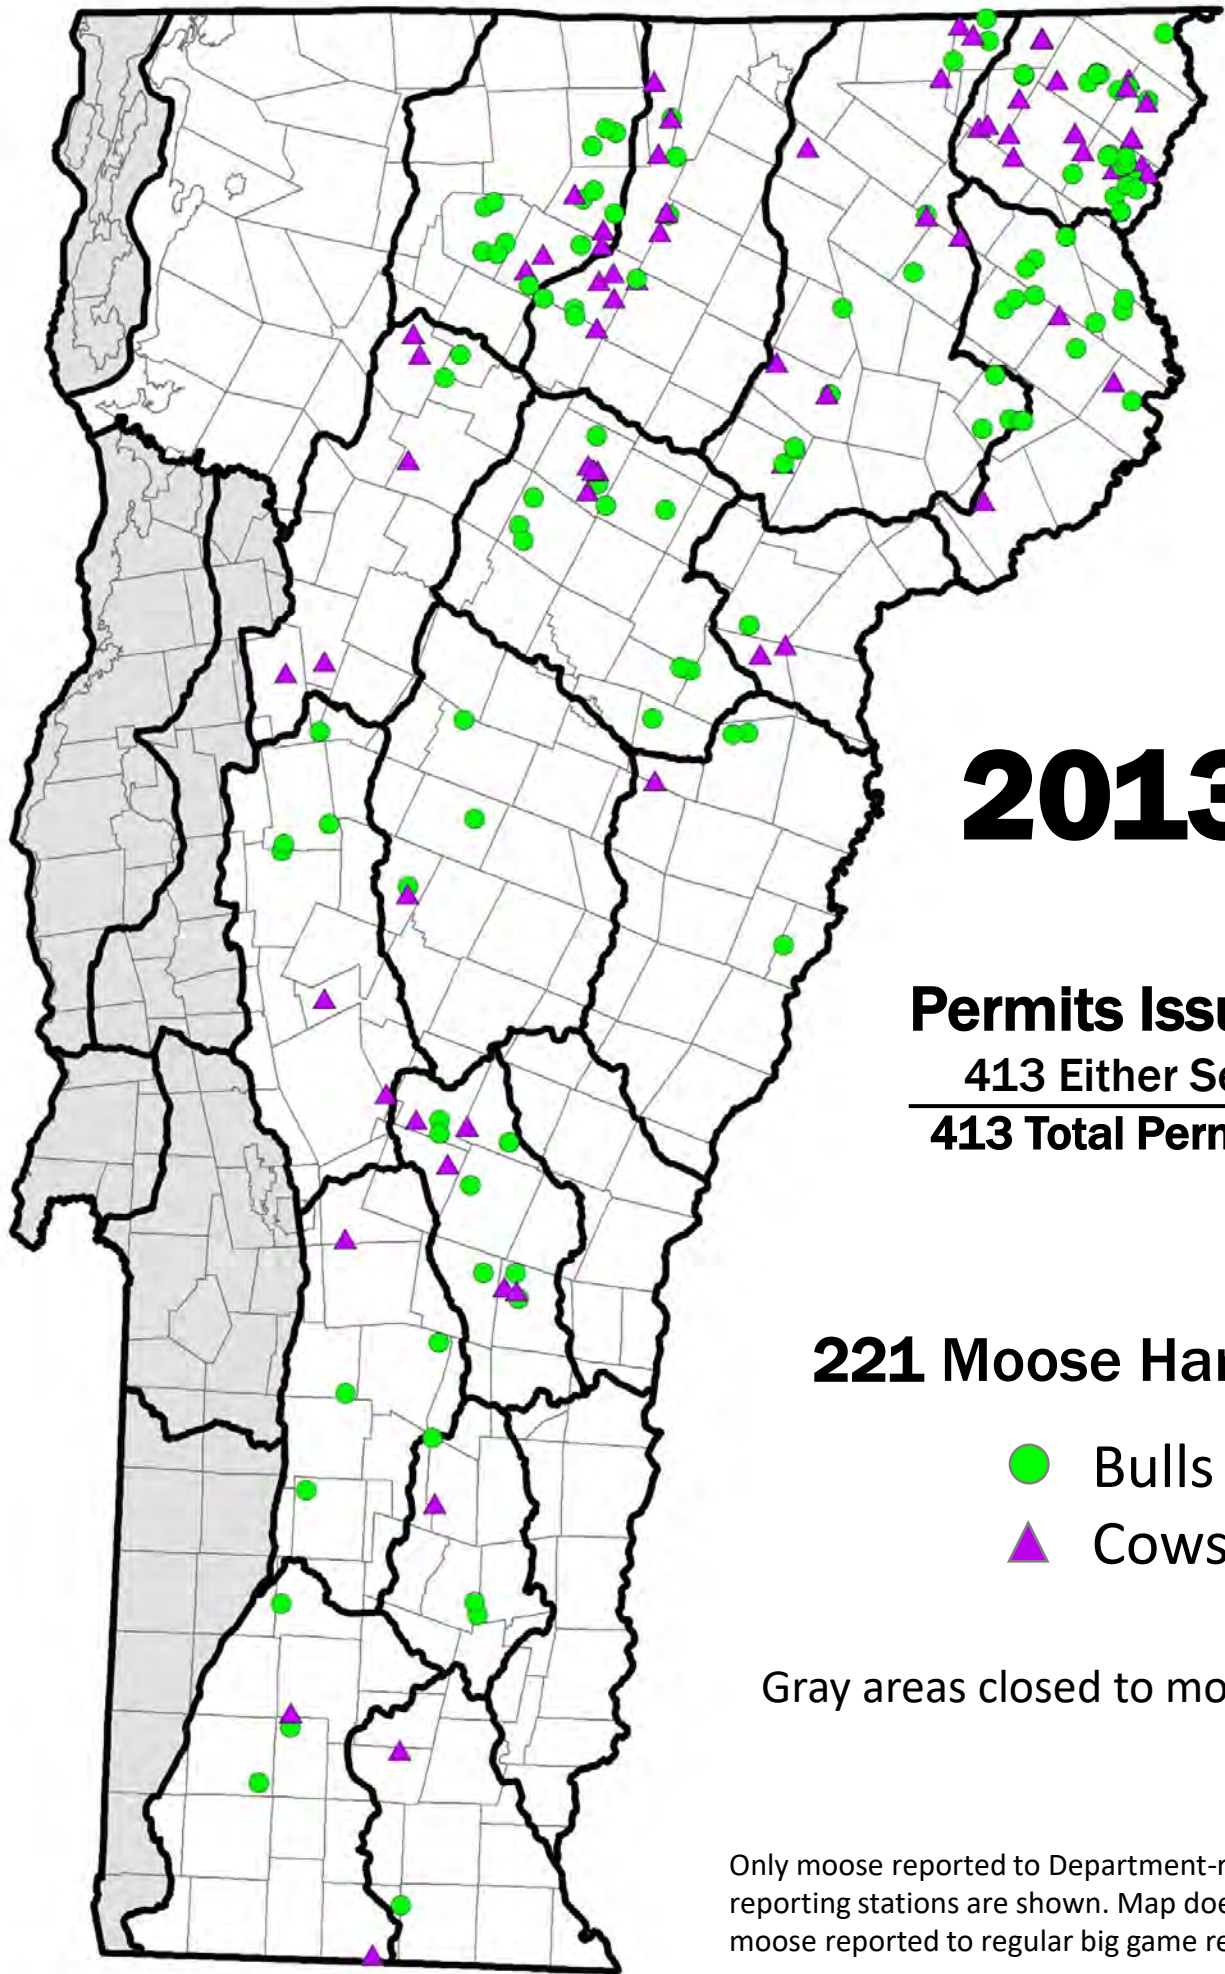 2013
Permits Issu
413 Either Se
413 Total Perm
221 Moose Har
Bulls
Cows
Gray areas closed to mo
Only moose reported to Department-r
reporting stations are shown. Map doe
moose reported to regular big game re